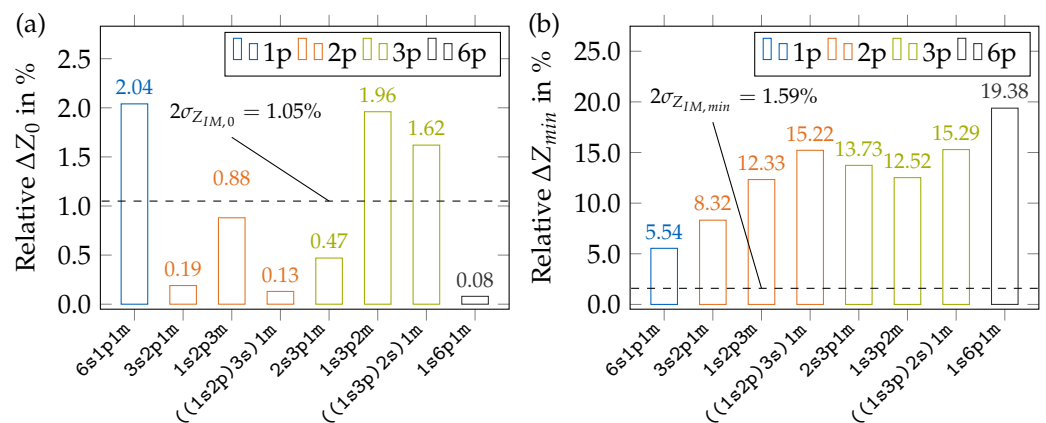 (a)
Relative ΔZ0 in %
2.5
2.0
1.5
1.0
0.5
0.0
1p 2p 3p 6p
2σZIM,0 = 1.05%
2.04
0.19
0.88
0.13
0.47
1.96
1.62
0.08
6s1p1m
3s2p1m
1s2p3m
((1s2p)3s)1m
2s3p1m
1s3p2m
((1s3p)2s)1m
1s6p1m
(b)
Relative ΔZmin in %
25.0
20.0
15.0
10.0
5.0
0.0
1p 2p 3p 6p
2σZIM,min = 1.59%
5.54
8.32
12.33
15.22
13.73
12.52
15.29
19.38
6s1p1m
3s2p1m
1s2p3m
((1s2p)3s)1m
2s3p1m
1s3p2m
((1s3p)2s)1m
1s6p1m